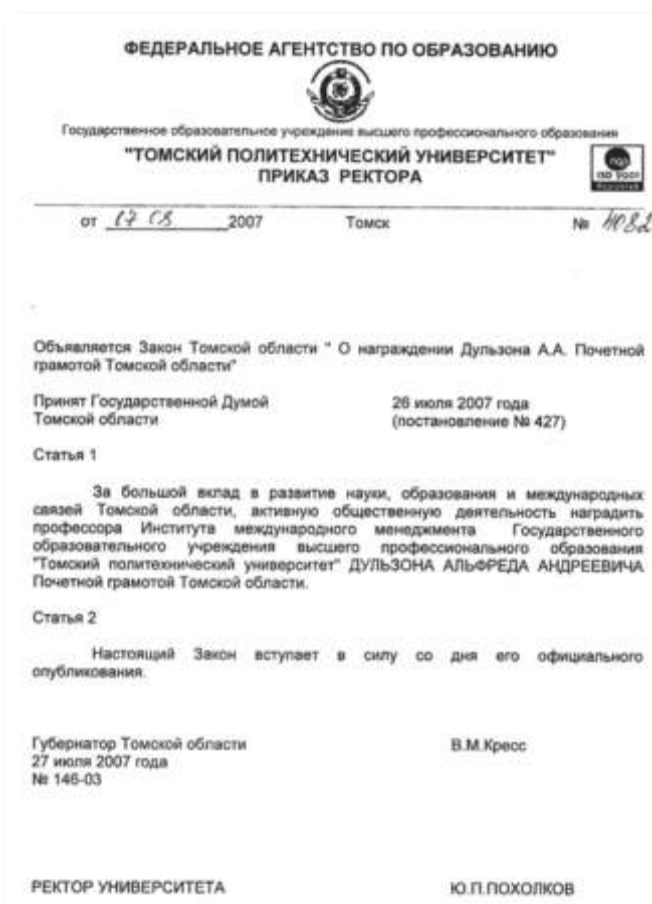 ФЕДЕРАЛЬНОЕ АГЕНТСТВО ПО ОБРАЗОВАНИЮ
Государственное образовательное учреждение высшего профессионального образования
"ТОМСКИЙ ПОЛИТЕХНИЧЕСКИЙ УНИВЕРСИТЕТ"
ПРИКАЗ РЕКТОРА
ISO 9001
от 2007 Томск №
Объявляется Закон Томской области " О награждении Дульзона А.А. Почетной
грамотой Томской области"
Принят Государственной Думой 26 июля 2007 года
Томской области (постановление № 427)
Статья 1
За большой вклад в развитие науки, образования и международных
связей Томской области, активную общественную деятельность наградить
профессора Института международного менеджмента Государственного
образовательного учреждения высшего профессионального образования
"Томский политехнический университет" ДУЛЬЗОНА АЛЬФРЕДА АНДРЕЕВИЧА
Почетной грамотой Томской области.
Статья 2
Настоящий Закон вступает в силу со дня его официального
опубликования.
Губернатор Томской области В.М.Кресс
27 июля 2007 года
№ 146-03
РЕКТОР УНИВЕРСИТЕТА Ю.П.ПОХОЛКОВ